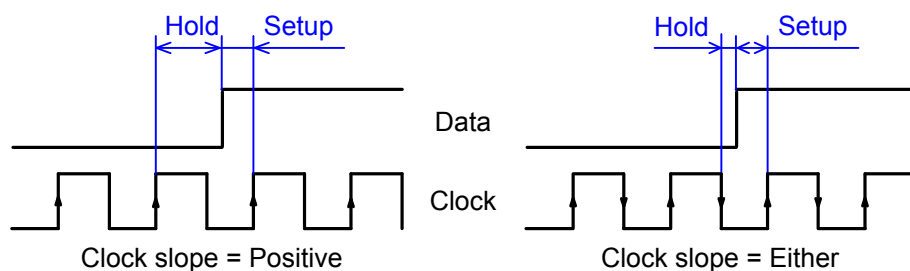 Hold Setup
Hold Setup
Data
Clock
Clock slope = Positive
Clock slope = Either